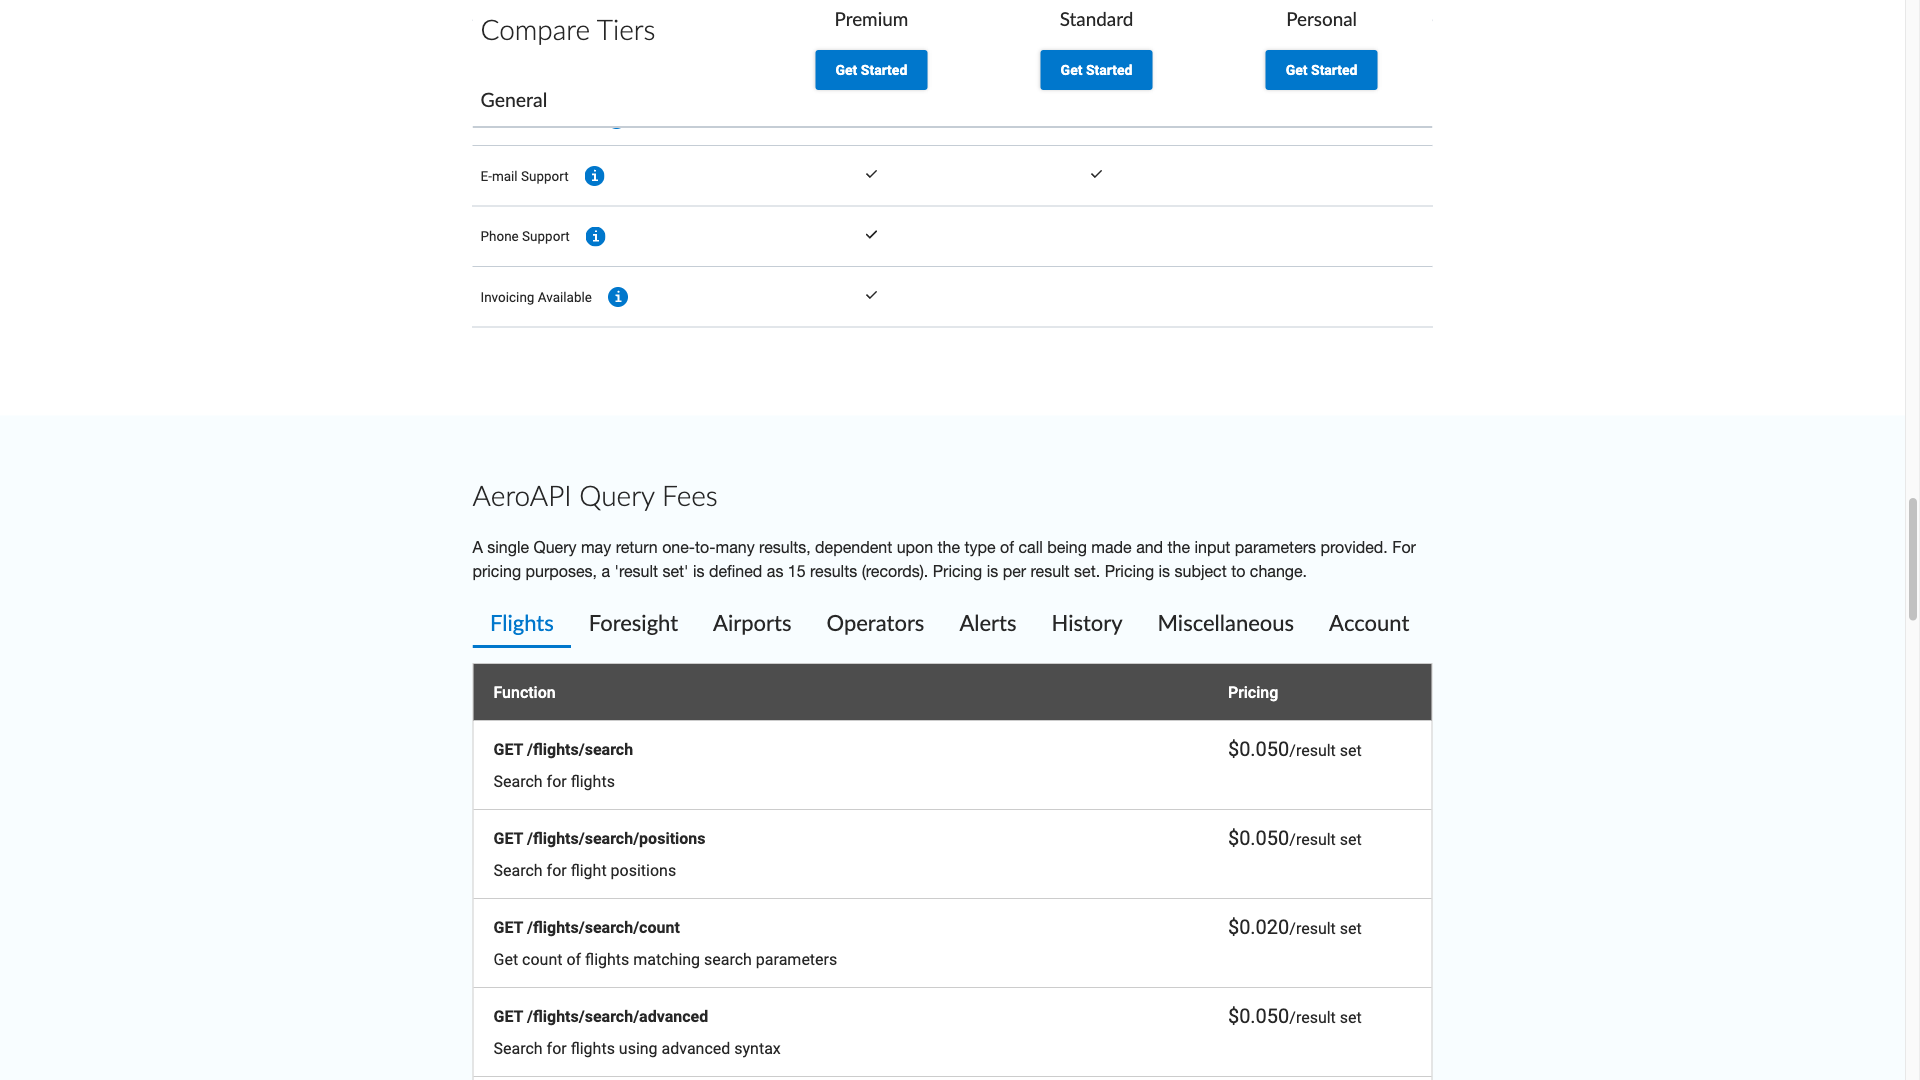 Compare Tiers
Premium
Standard
Personal
Get Started
Get Started
Get Started
General
E-mail Support
Phone Support
Invoicing Available
AeroAPI Query Fees
A single Query may return one-to-many results, dependent upon the type of call being made and the input parameters provided. For
pricing purposes, a 'result set' is defined as 15 results (records). Pricing is per result set. Pricing is subject to change.
Flights
Foresight
Airports
Operators
Alerts
History
Miscellaneous
Account
Function
Pricing
GET /flights/search
$0.050/result set
Search for flights
GET /flights/search/positions
$0.050/result set
Search for flight positions
GET /flights/search/count
$0.020/result set
Get count of flights matching search parameters
GET /flights/search/advanced
$0.050/result set
Search for flights using advanced syntax